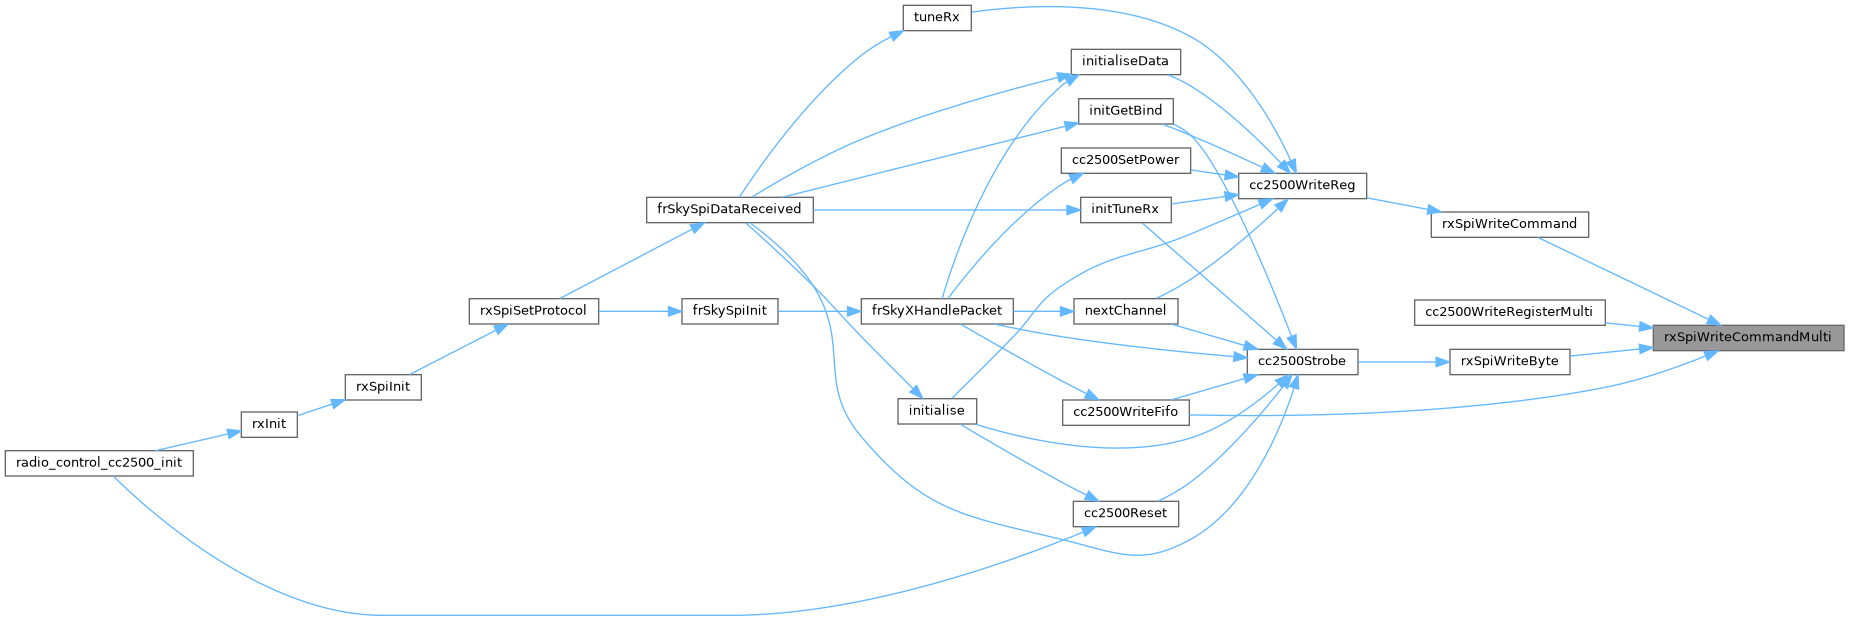 tuneRx
initialiseData
initGetBind
cc2500SetPower
cc2500WriteReg
frSkySpiDataReceived
initTuneRx
rxSpiWriteCommand
rxSpiSetProtocol
frSkySpiInit
frSkyXHandlePacket
nextChannel
cc2500WriteRegisterMulti
rxSpiWriteCommandMulti
cc2500Strobe
rxSpiWriteByte
rxSpiInit
initialise
cc2500WriteFifo
rxInit
radio_control_cc2500_init
cc2500Reset